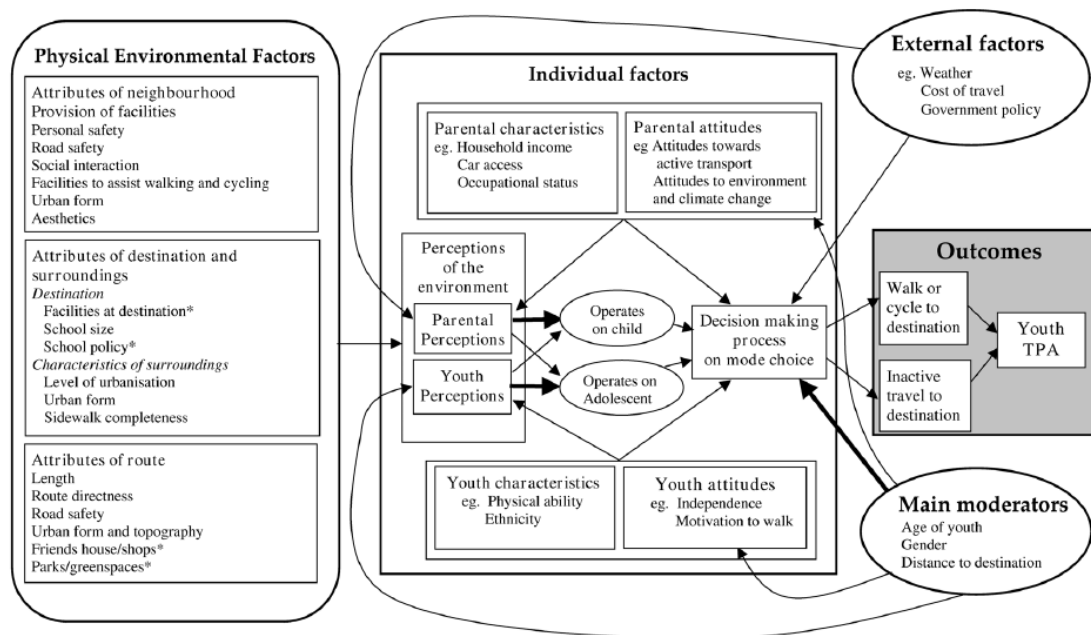 Physical Environmental Factors
Attributes of neighbourhood
Provision of facilities
Personal safety
Road safety
Social interaction
Facilities to assist walking and cycling
Urban form
Aesthetics
Attributes of destination and
surroundings
Destination
Facilities at destination*
School size
School policy*
Characteristics of surroundings
Level of urbanisation
Urban form
Sidewalk completeness
Attributes of route
Length
Route directness
Road safety
Urban form and topography
Friends house/shops*
Parks/greenspaces*
Individual factors
Parental characteristics
eg. Household income
Car access
Occupational status
Parental attitudes
eg Attitudes towards
active transport
Attitudes to environment
and climate change
Perceptions
of the
environment
Parental
Perceptions
Youth
Perceptions
Operates
on child
Operates on
Adolescent
Decision making
process
on mode choice
Youth characteristics
eg. Physical ability
Ethnicity
Youth attitudes
eg. Independence
Motivation to walk
External factors
eg. Weather
Cost of travel
Government policy
Outcomes
Walk or
cycle to
destination
Inactive
travel to
destination
Youth
TPA
Main moderators
Age of youth
Gender
Distance to destination